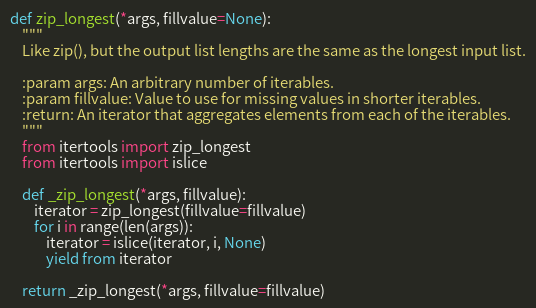 def zip_longest(*args, fillvalue=None):
    """
    Like zip(), but the output list lengths are the same as the longest input list.

    :param args: An arbitrary number of iterables.
    :param fillvalue: Value to use for missing values in shorter iterables.
    :return: An iterator that aggregates elements from each of the iterables.
    """
    from itertools import zip_longest
    from itertools import islice

    def _zip_longest(*args, fillvalue):
        iterator = zip_longest(fillvalue=fillvalue)
        for i in range(len(args)):
            iterator = islice(iterator, i, None)
            yield from iterator

    return _zip_longest(*args, fillvalue=fillvalue)